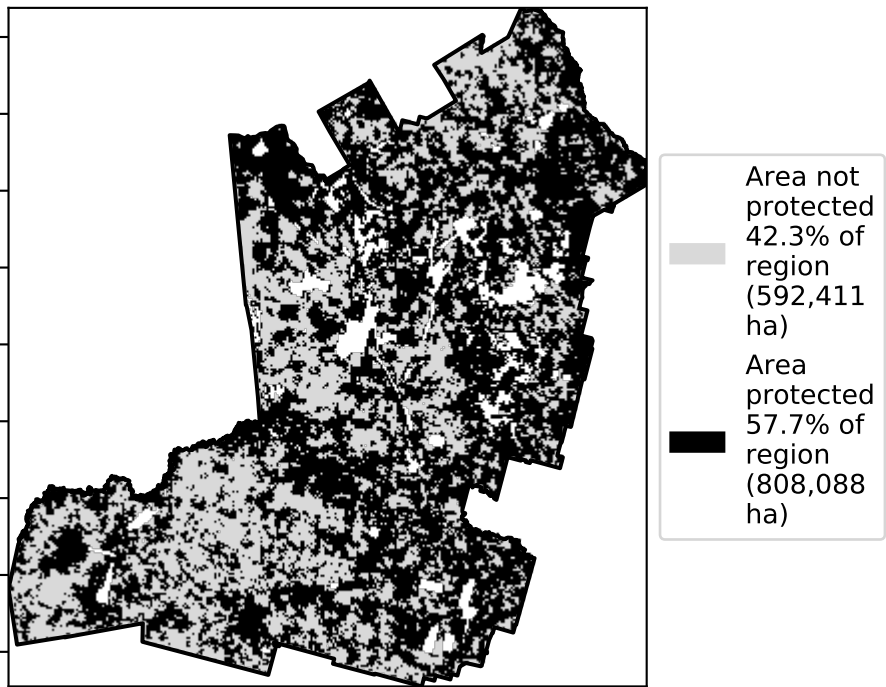 Area not
protected
42.3% of
region
(592,411
ha)
Area
protected
57.7% of
region
(808,088
ha)